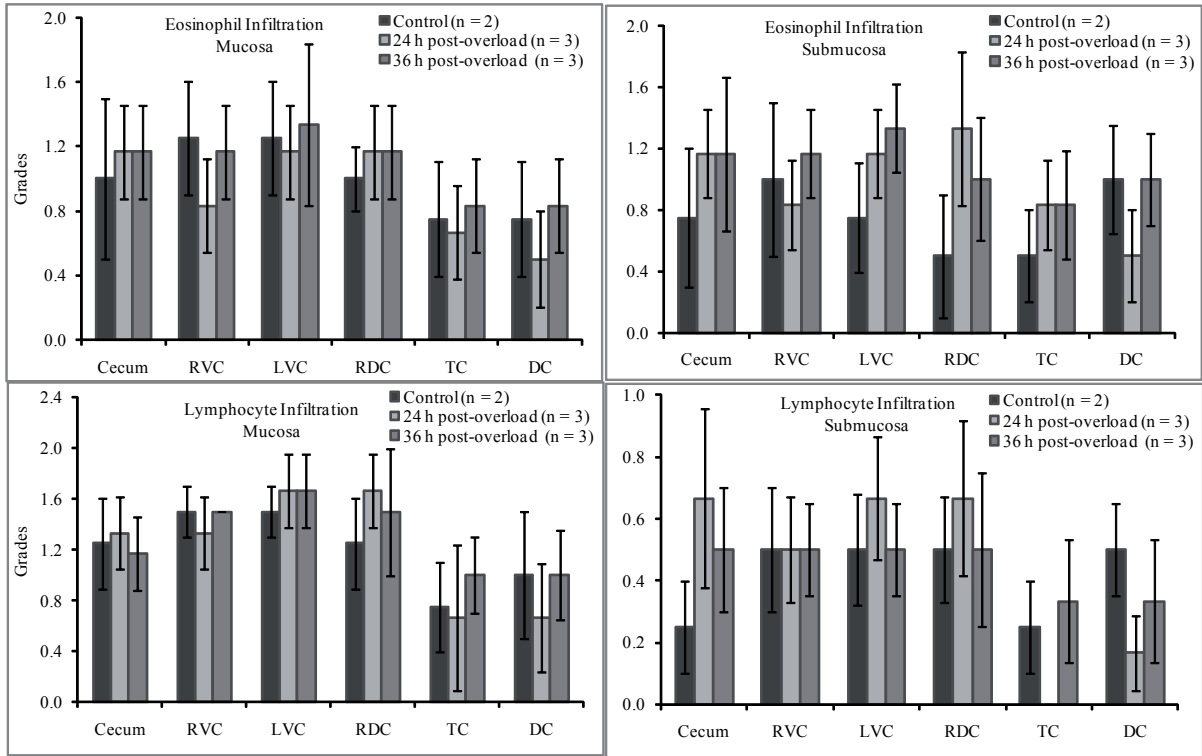 Eosinophil Infiltration
Mucosa
Control (n = 2)
24 h post-overload (n = 3)
36 h post-overload (n = 3)
Grades
2.0
1.6
1.2
0.8
0.4
0.0
Cecum RVC LVC RDC TC DC
Eosinophil Infiltration
Submucosa
Control (n = 2)
24 h post-overload (n = 3)
36 h post-overload (n = 3)
2.0
1.6
1.2
0.8
0.4
0.0
Cecum RVC LVC RDC TC DC
Lymphocyte Infiltration
Mucosa
Control (n = 2)
24 h post-overload (n = 3)
36 h post-overload (n = 3)
Grades
2.4
2.0
1.6
1.2
0.8
0.4
0.0
Cecum RVC LVC RDC TC DC
Lymphocyte Infiltration
Submucosa
Control (n = 2)
24 h post-overload (n = 3)
36 h post-overload (n = 3)
1.0
0.8
0.6
0.4
0.2
0.0
Cecum RVC LVC RDC TC DC